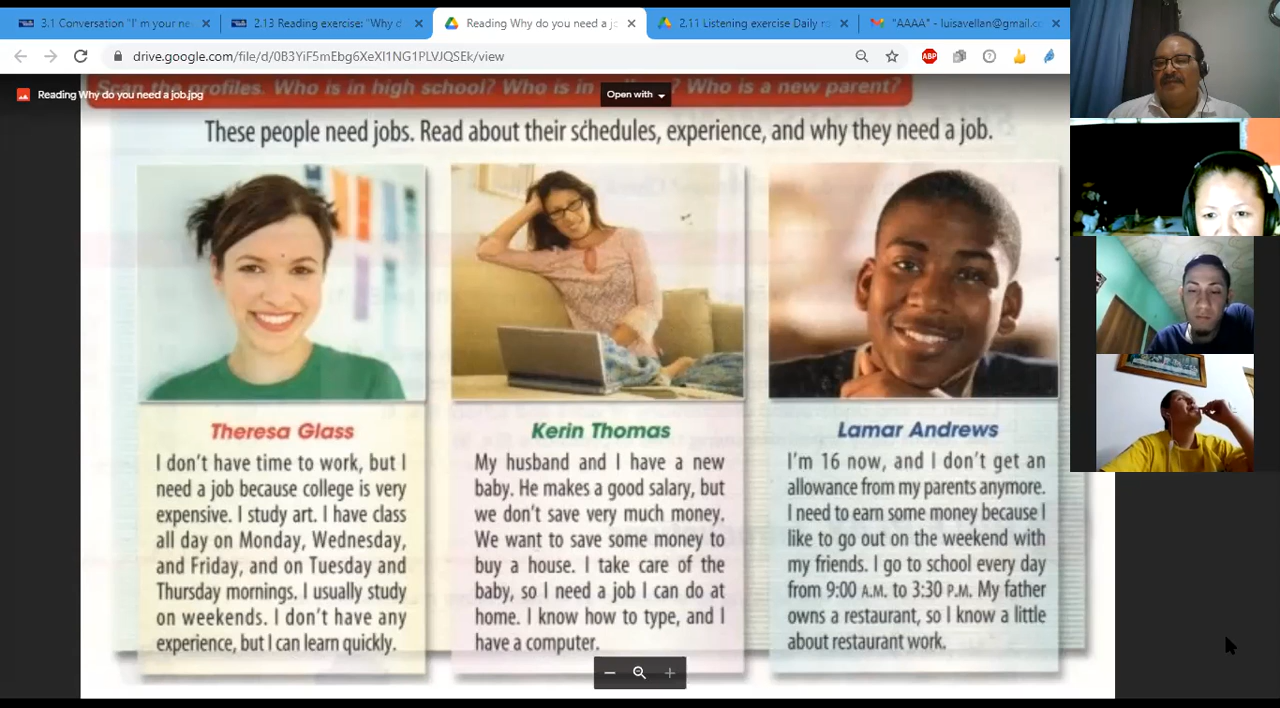 3.1 Conversation "I' m your ne
2.13 Reading exercise: "Why d
Reading Why do you need a jo
2.11 Listening exercise Daily ro
"AAAA" - luisavellan@gmail.co
drive.google.com/file/d/0B3YiF5mEbg6XeXl1NG1PLVJQSEk/view
ABP
Scan the profiles. Who is in high school? Who is in ? Who is a new parent?
Reading Why do you need a job.jpg
Open with
These people need jobs. Read about their schedules, experience, and why they need a job.
Theresa Glass
I don't have time to work, but I
need a job because college is very
expensive. I study art. I have class
all day on Monday, Wednesday,
and Friday, and on Tuesday and
Thursday mornings. I usually study
on weekends. I don't have any
experience, but I can learn quickly.
Kerin Thomas
My husband and I have a new
baby. He makes a good salary, but
we don't save very much money.
We want to save some money to
buy a house. I take care of the
baby, so I need a job I can do at
home. I know how to type, and I
have a computer.
Lamar Andrews
I'm 16 now, and I don't get an
allowance from my parents anymore.
I need to earn some money because I
like to go out on the weekend with
my friends. I go to school every day
from 9:00 A.M. to 3:30 P.M. My father
owns a restaurant, so I know a little
about restaurant work.